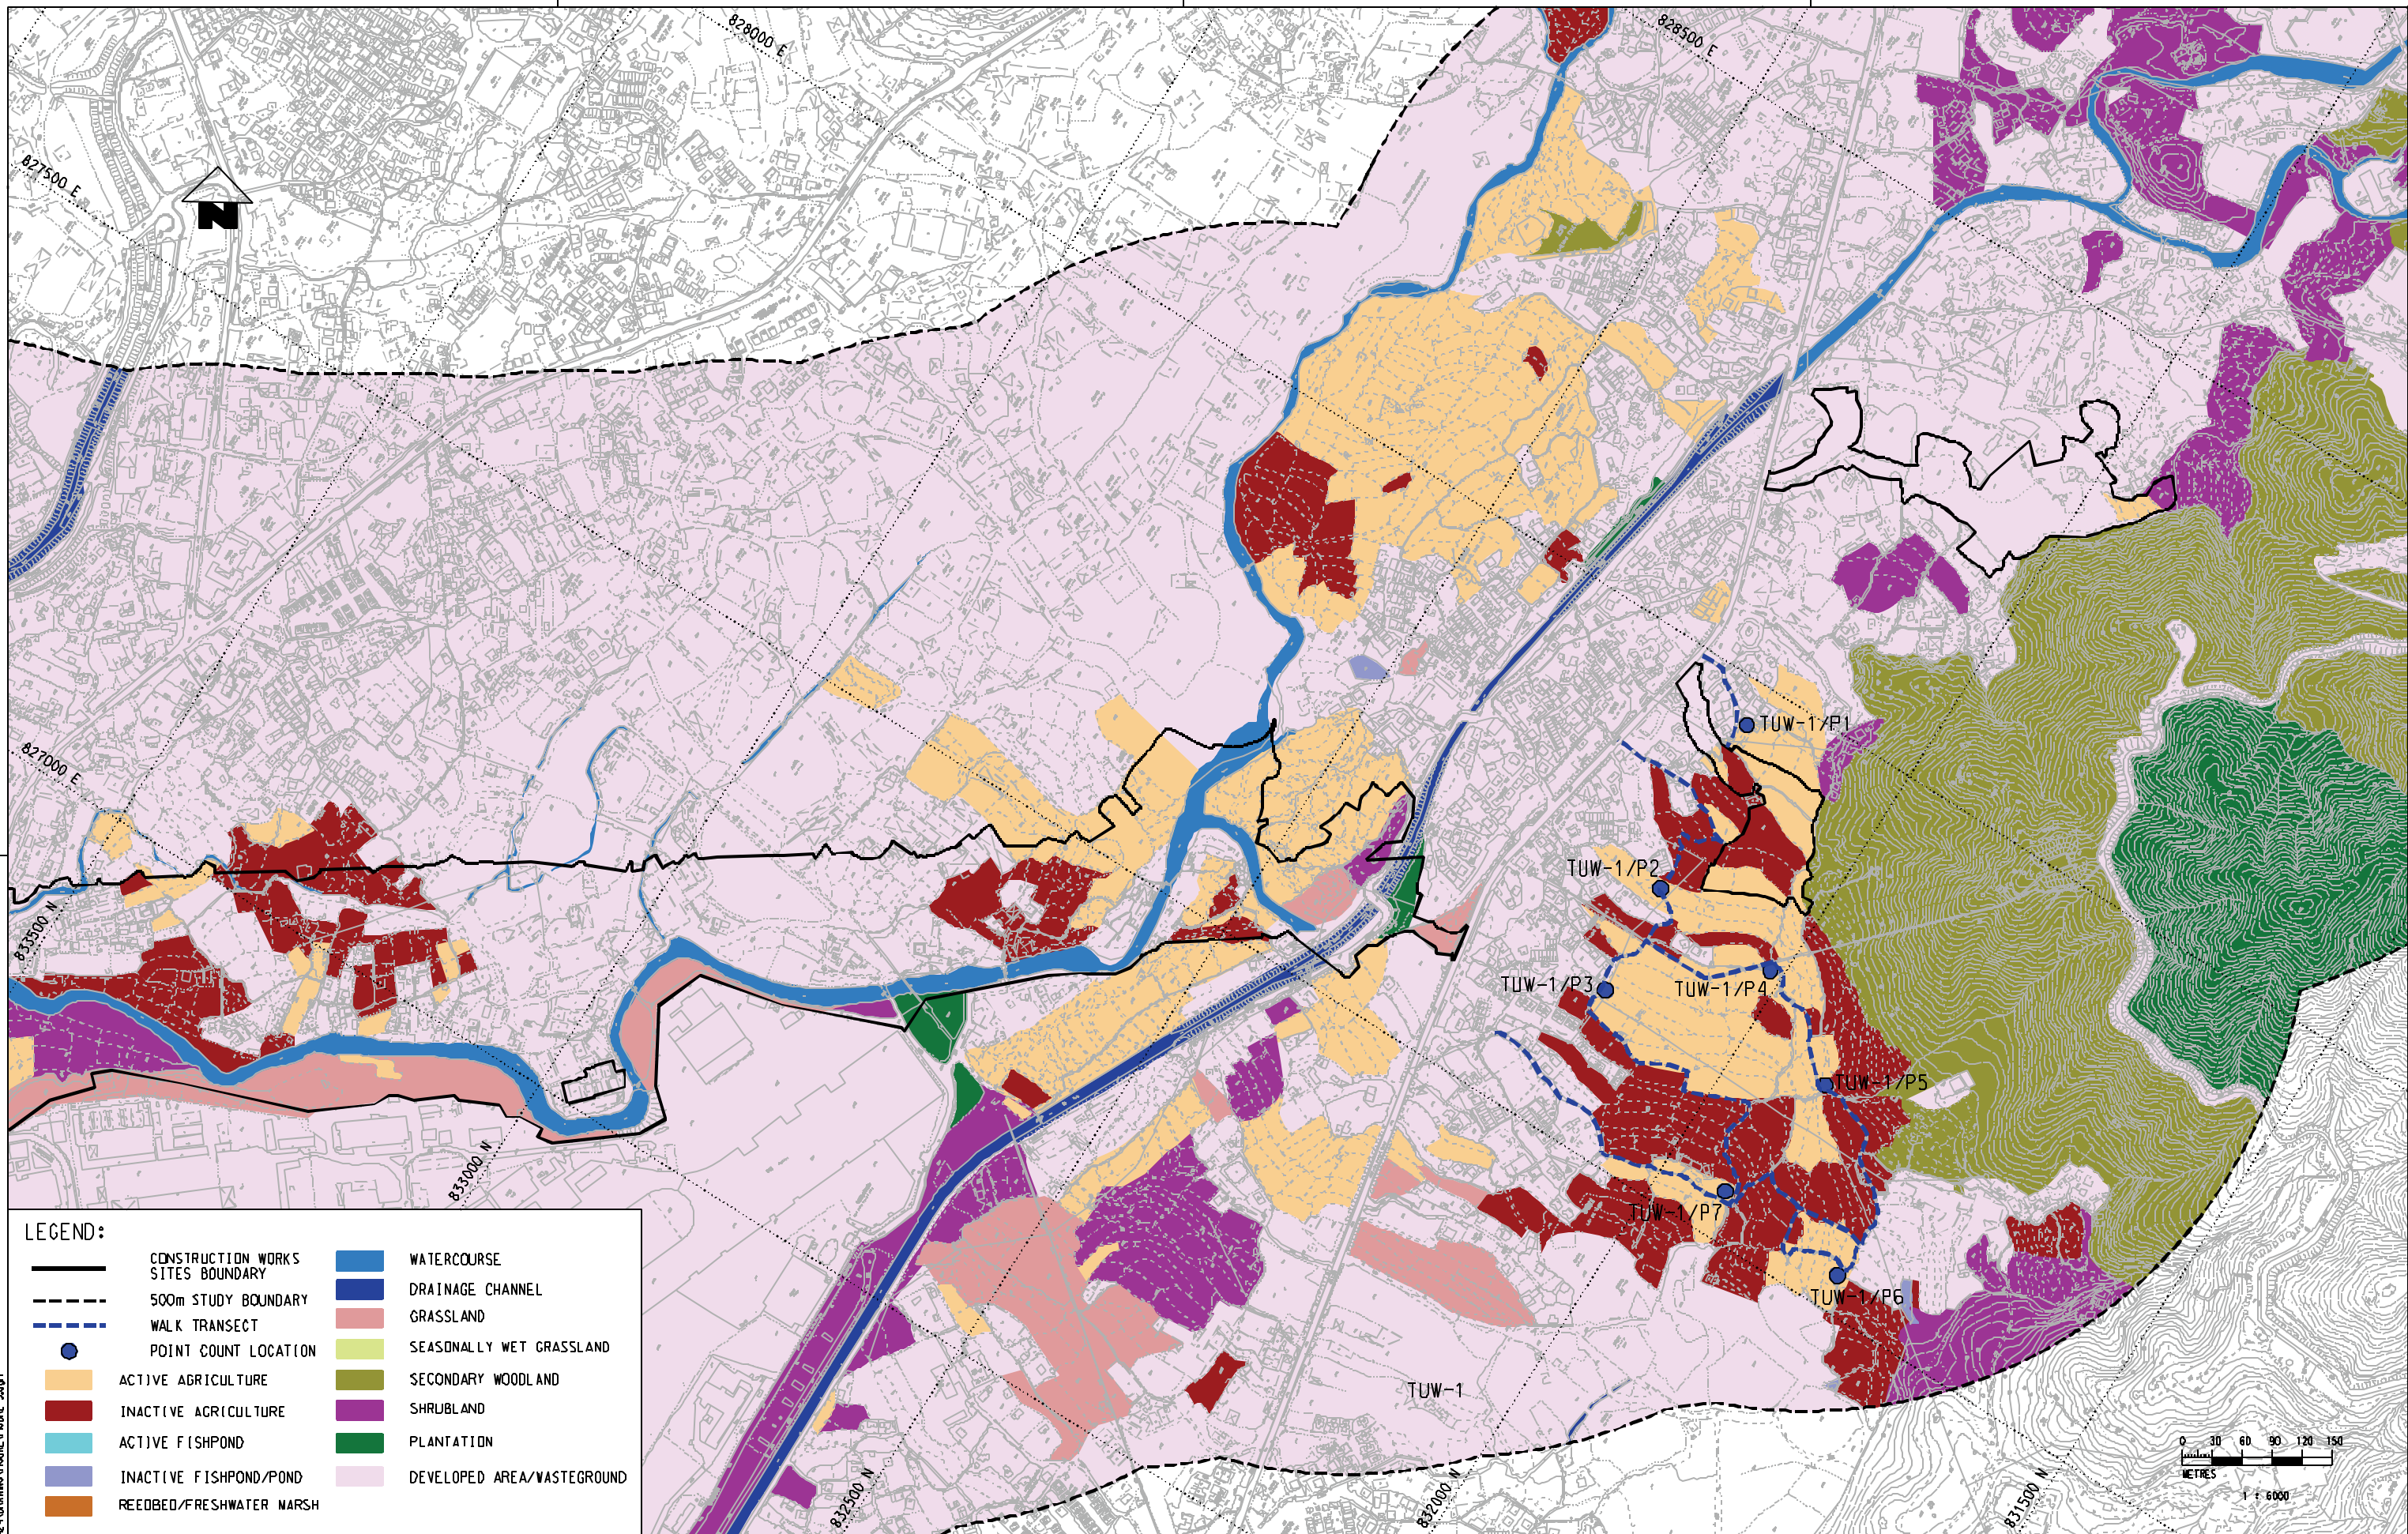 828000 E
828500 E
827500 E
N
827000 E
833500 N
833000 N
832500 N
832000 N
831500 N
TUW-1/P1
TUW-1/P2
TUW-1/P3
TUW-1/P4
TUW-1/P5
TUW-1/P7
TUW-1/P6
TUW-1
LEGEND:
CONSTRUCTION WORKS
SITES BOUNDARY
500m STUDY BOUNDARY
WALK TRANSECT
POINT COUNT LOCATION
ACTIVE AGRICULTURE
INACTIVE AGRICULTURE
ACTIVE FISHPOND
INACTIVE FISHPOND/POND
REEDBED/FRESHWATER MARSH
WATERCOURSE
DRAINAGE CHANNEL
GRASSLAND
SEASONALLY WET GRASSLAND
SECONDARY WOODLAND
SHRUBLAND
PLANTATION
DEVELOPED AREA/WASTEGROUND
0 30 60 90 120 150
METRES
1 : 6000